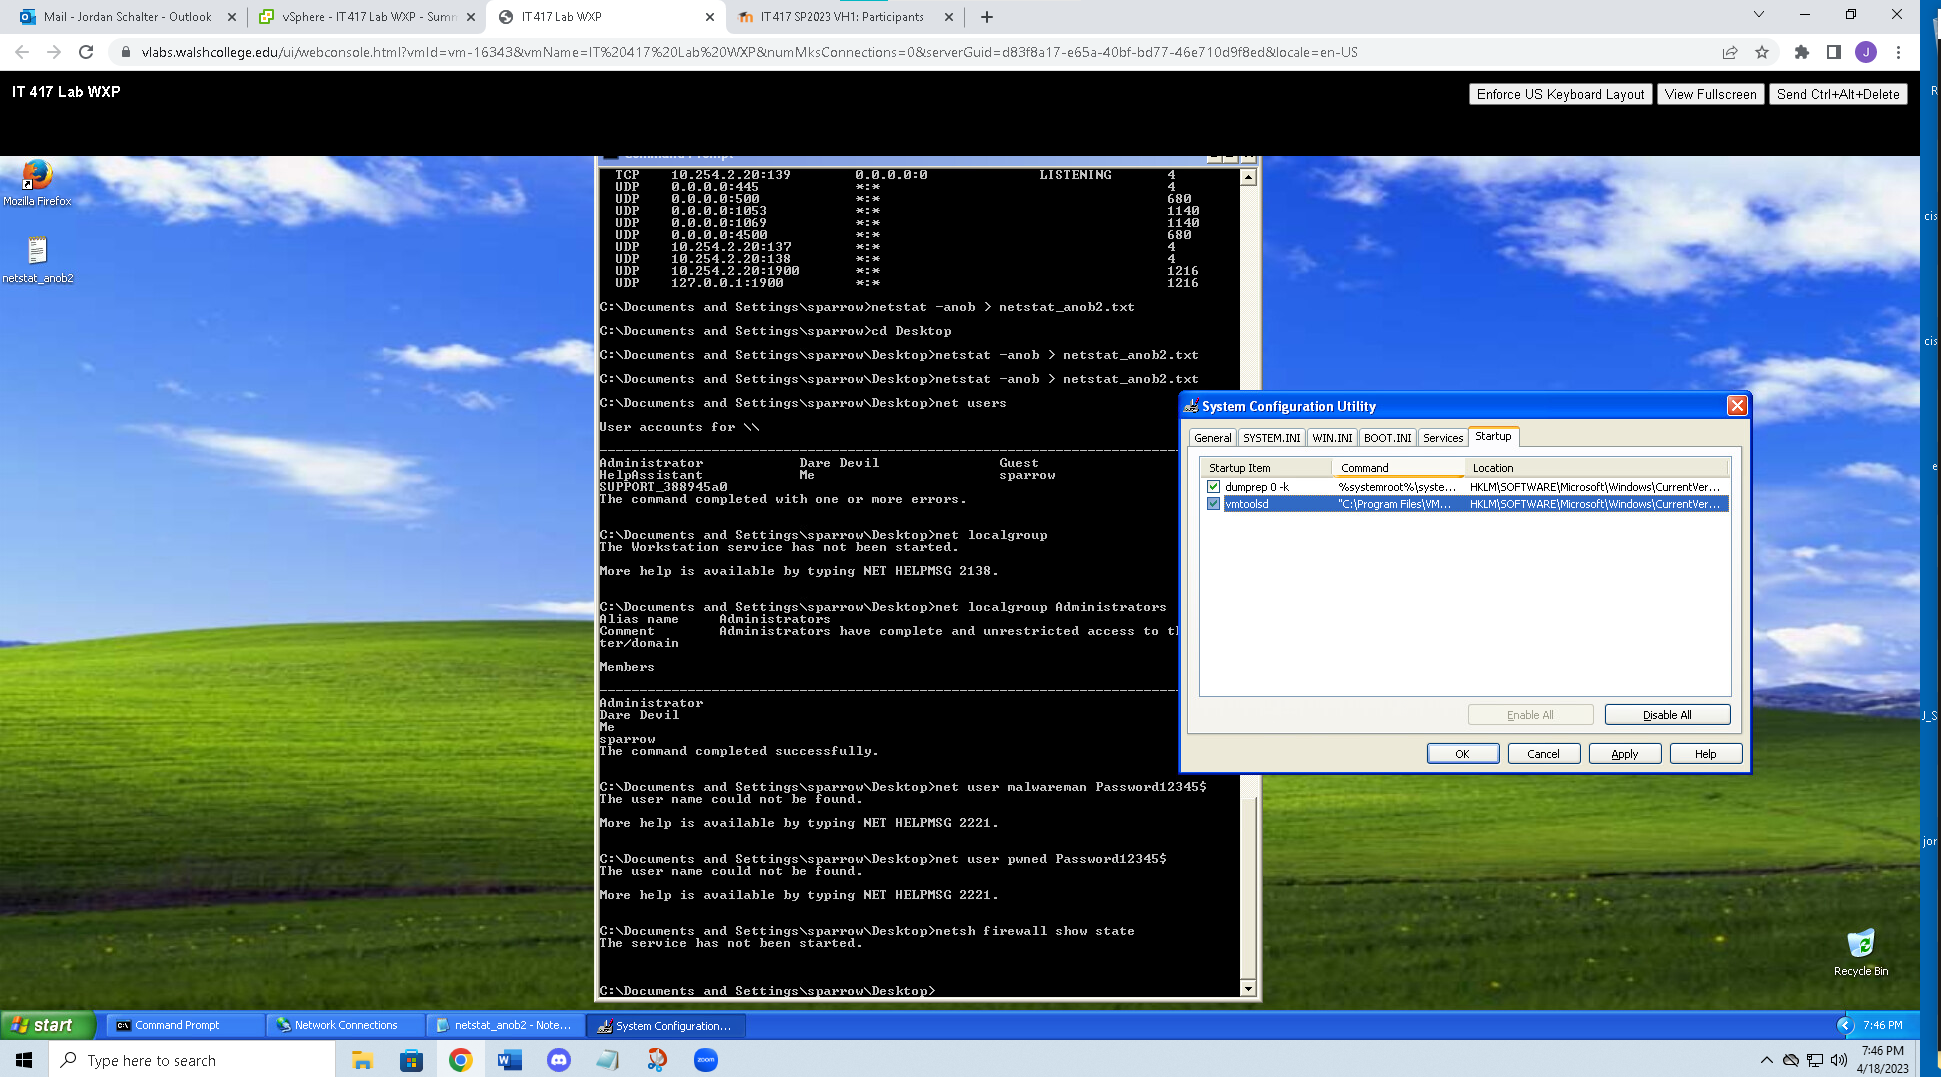 Mail - Jordan Schalter - Outlook
vSphere - IT417 Lab WXP - Sum
IT417 Lab WXP
IT417 SP2023 VH1: Participants
vlabs.walshcollege.edu/ui/webconsole.html?vmId=vm-16343&vmName=IT%20417%20Lab%20WXP&numMksConnections=0&serverGuid=d83f8a17-e65a-40bf-bd77-46e710d9f8ed&locale=en-US
J
IT 417 Lab WXP
Enforce US Keyboard Layout
View Fullscreen
Send Ctrl+Alt+Delete
Mozilla Firefox
netstat_anob2
TCP 10.254.2.20:139 0.0.0.0:0 LISTENING 4
UDP 0.0.0.0:445 *:* 4
UDP 0.0.0.0:500 *:* 680
UDP 0.0.0.0:1053 *:* 1140
UDP 0.0.0.0:1069 *:* 1140
UDP 0.0.0.0:4500 *:* 680
UDP 10.254.2.20:137 *:* 4
UDP 10.254.2.20:138 *:* 4
UDP 10.254.2.20:1900 *:* 1216
UDP 127.0.0.1:1900 *:* 1216
C:\Documents and Settings\sparrow>netstat -anob > netstat_anob2.txt
C:\Documents and Settings\sparrow>cd Desktop
C:\Documents and Settings\sparrow\Desktop>netstat -anob > netstat_anob2.txt
C:\Documents and Settings\sparrow\Desktop>netstat -anob > netstat_anob2.txt
C:\Documents and Settings\sparrow\Desktop>net users
User accounts for \\
Administrator Dare Devil Guest
HelpAssistant Me sparrow
SUPPORT_388945a0
The command completed with one or more errors.
C:\Documents and Settings\sparrow\Desktop>net localgroup
The Workstation service has not been started.
More help is available by typing NET HELPMSG 2138.
C:\Documents and Settings\sparrow\Desktop>net localgroup Administrators
Alias name Administrators
Comment Administrators have complete and unrestricted access to t
ter/domain
Members
Administrator
Dare Devil
Me
sparrow
The command completed successfully.
C:\Documents and Settings\sparrow\Desktop>net user malwareman Password12345$
The user name could not be found.
More help is available by typing NET HELPMSG 2221.
C:\Documents and Settings\sparrow\Desktop>net user pwned Password12345$
The user name could not be found.
More help is available by typing NET HELPMSG 2221.
C:\Documents and Settings\sparrow\Desktop>netsh firewall show state
The service has not been started.
C:\Documents and Settings\sparrow\Desktop>
System Configuration Utility
General SYSTEM.INI WIN.INI BOOT.INI Services Startup
Startup Item Command Location
dumprep 0 -k %systemroot%\syste... HKLM\SOFTWARE\Microsoft\Windows\CurrentVer...
vmtoolsd "C:\Program Files\VM... HKLM\SOFTWARE\Microsoft\Windows\CurrentVer...
Enable All Disable All
OK Cancel Apply Help
Recycle Bin
R
cis
cis
e
J_S
jor
start
Command Prompt
Network Connections
netstat_anob2 - Note...
System Configuration...
7:46 PM
Type here to search
zoom
7:46 PM
4/18/2023